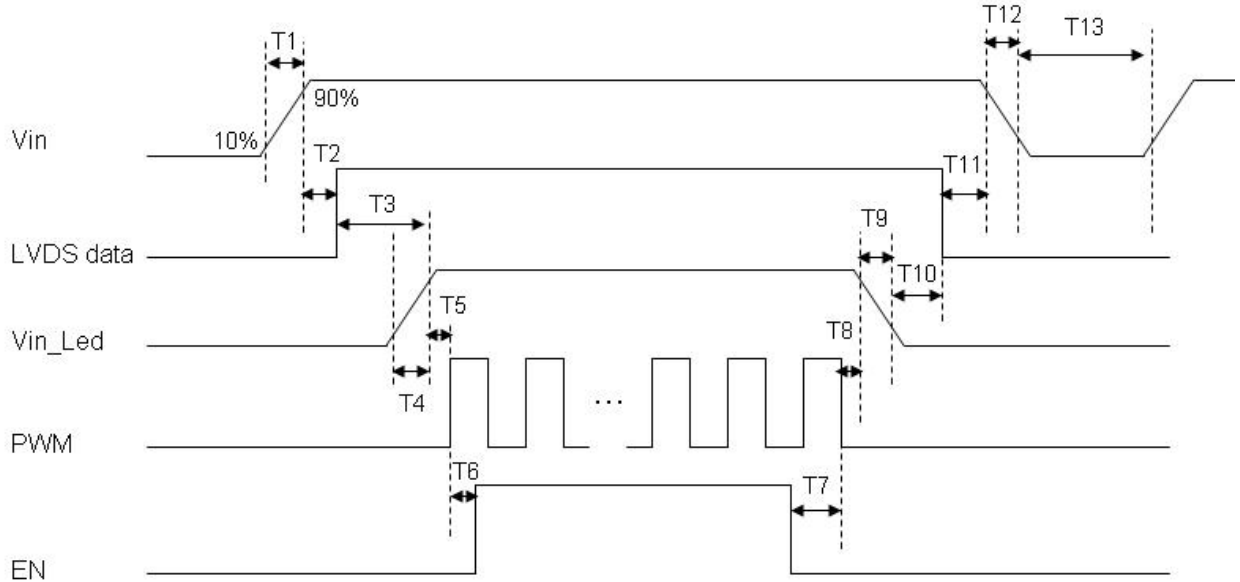 T1
T12
T13
90%
10%
Vin
T2
T11
T3
T9
LVDS data
T10
T5
Vin_Led
T8
T4
...
PWM
T6
T7
EN